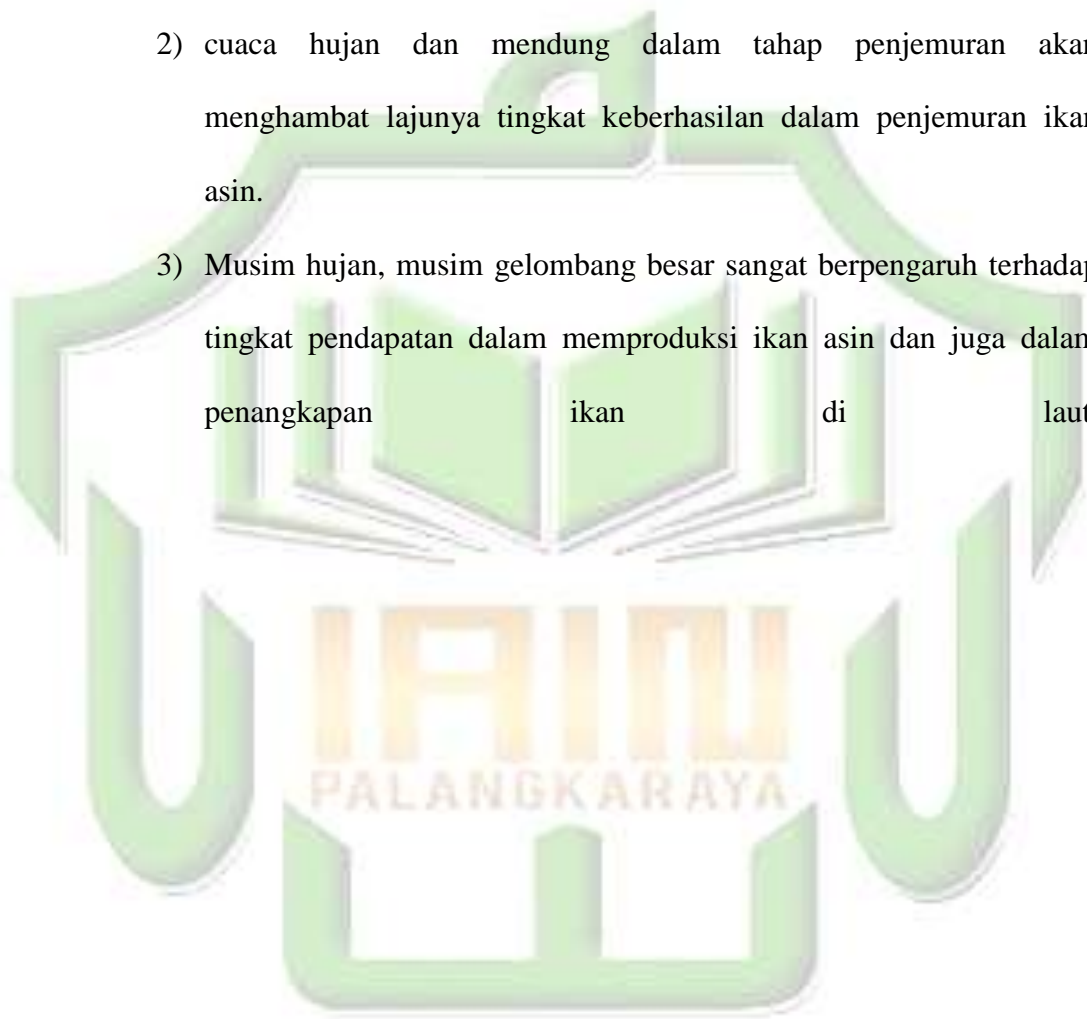 2) cuaca hujan dan mendung dalam tahap penjemuran akan
menghambat lajunya tingkat keberhasilan dalam penjemuran ikan
asin.
3) Musim hujan, musim gelombang besar sangat berpengaruh terhadap
tingkat pendapatan dalam memproduksi ikan asin dan juga dalam
penangkapan ikan di laut
IAIN
PALANGKARAYA